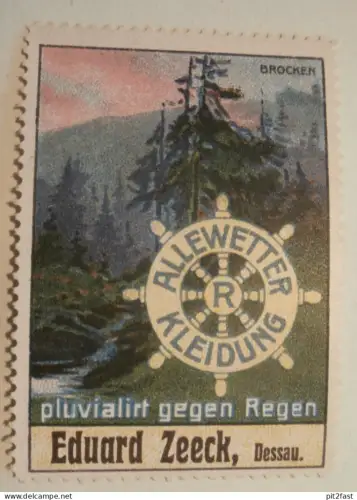 BROCKEN
ALLEWETTER
R
KLEIDUNG
pluvialirt gegen Regen
Eduard Zeeck, Dessau.
pit2fast